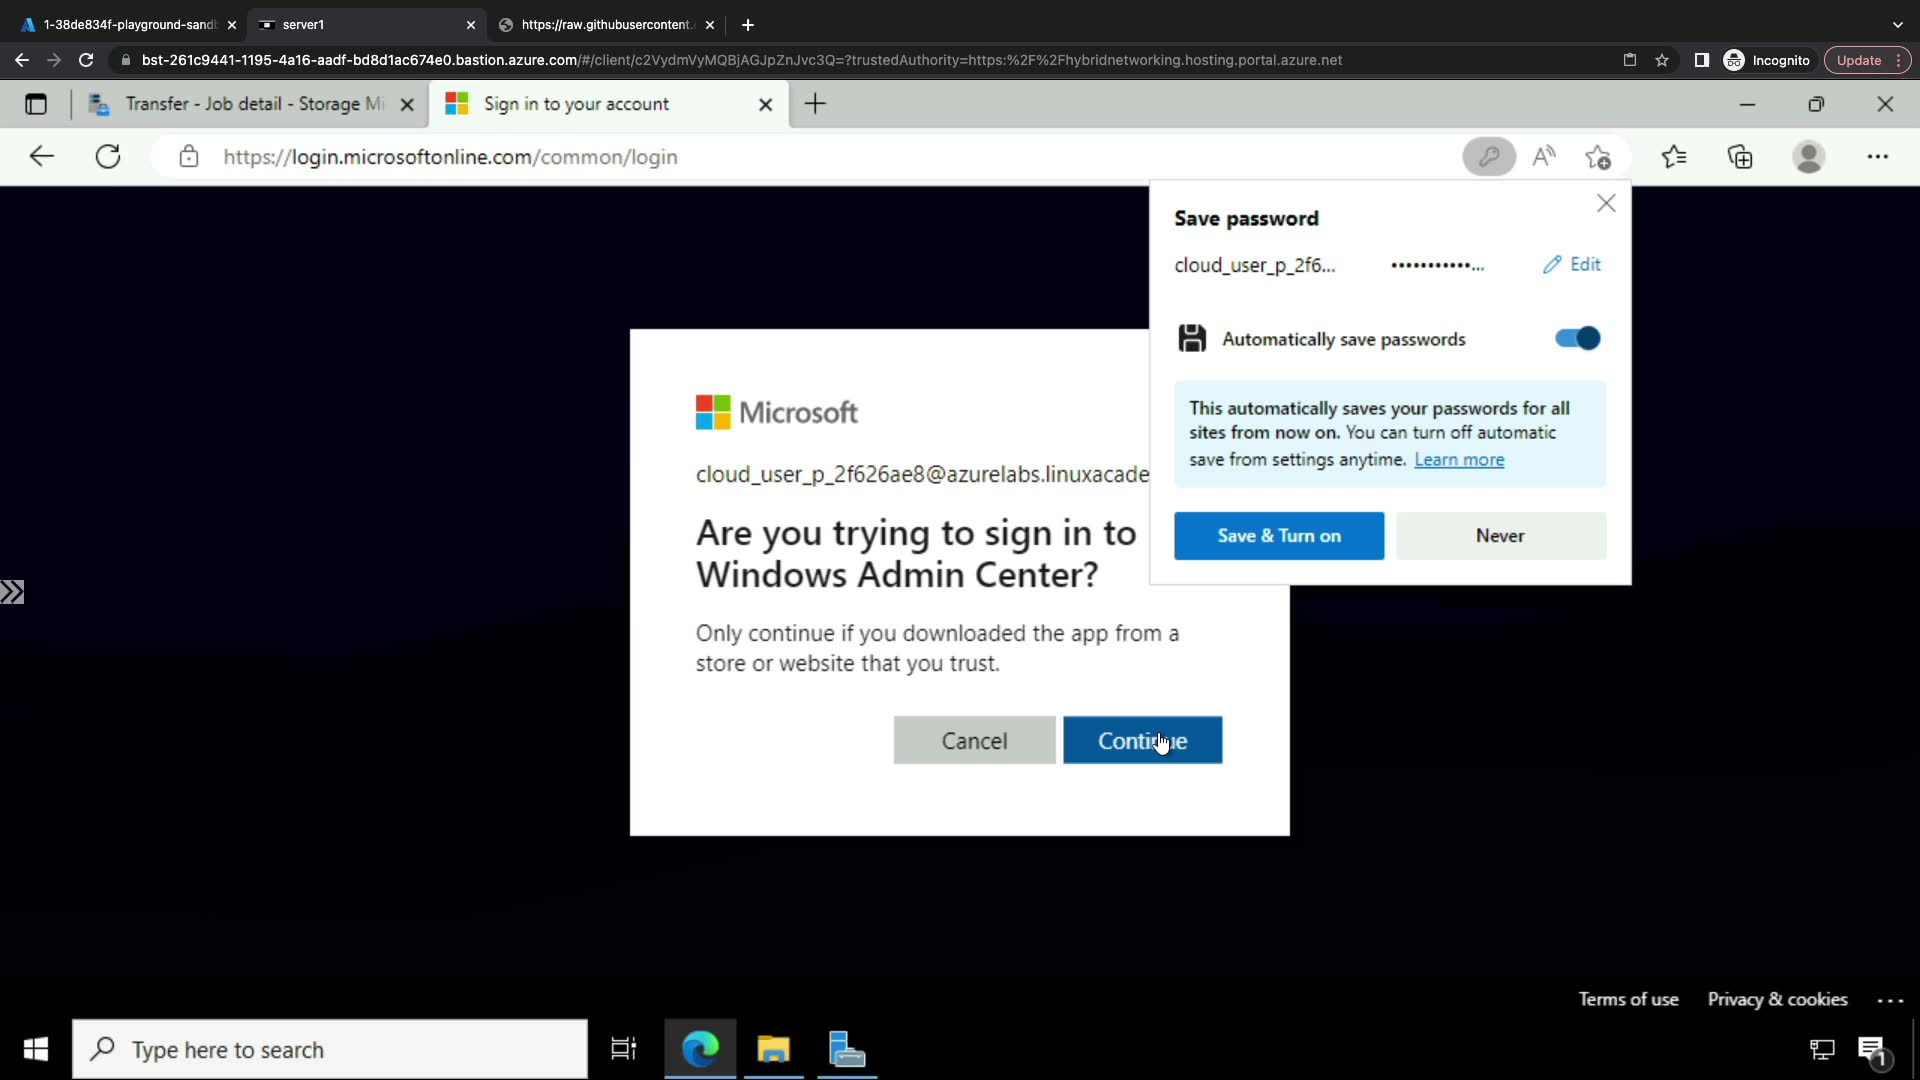 1-38de834f-playground-sand
server1
https://raw.githubusercontent.
bst-261c9441-1195-4a16-aadf-bd8d1ac674e0.bastion.azure.com/#/client/c2VydmVyMQBjAGJpZnJvc3Q=?trustedAuthority=https:%2F%2Fhybridnetworking.hosting.portal.azure.net
Incognito
Update
Transfer - Job detail - Storage Mi
Sign in to your account
https://login.microsoftonline.com/common/login
Save password
cloud_user_p_2f6...
Edit
Automatically save passwords
This automatically saves your passwords for all
sites from now on. You can turn off automatic
save from settings anytime. Learn more
Save & Turn on
Never
Microsoft
cloud_user_p_2f626ae8@azurelabs.linuxacade
Are you trying to sign in to
Windows Admin Center?
Only continue if you downloaded the app from a
store or website that you trust.
Cancel
Continue
Terms of use
Privacy & cookies
Type here to search
1